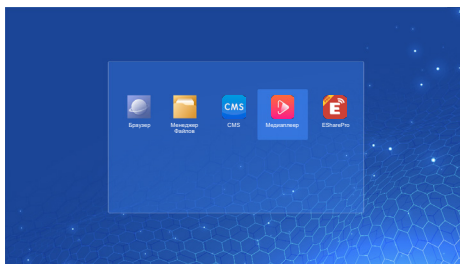 CMS
E
Браузер
Менеджер
Файлов
CMS
Медиаплеер
ESharePro